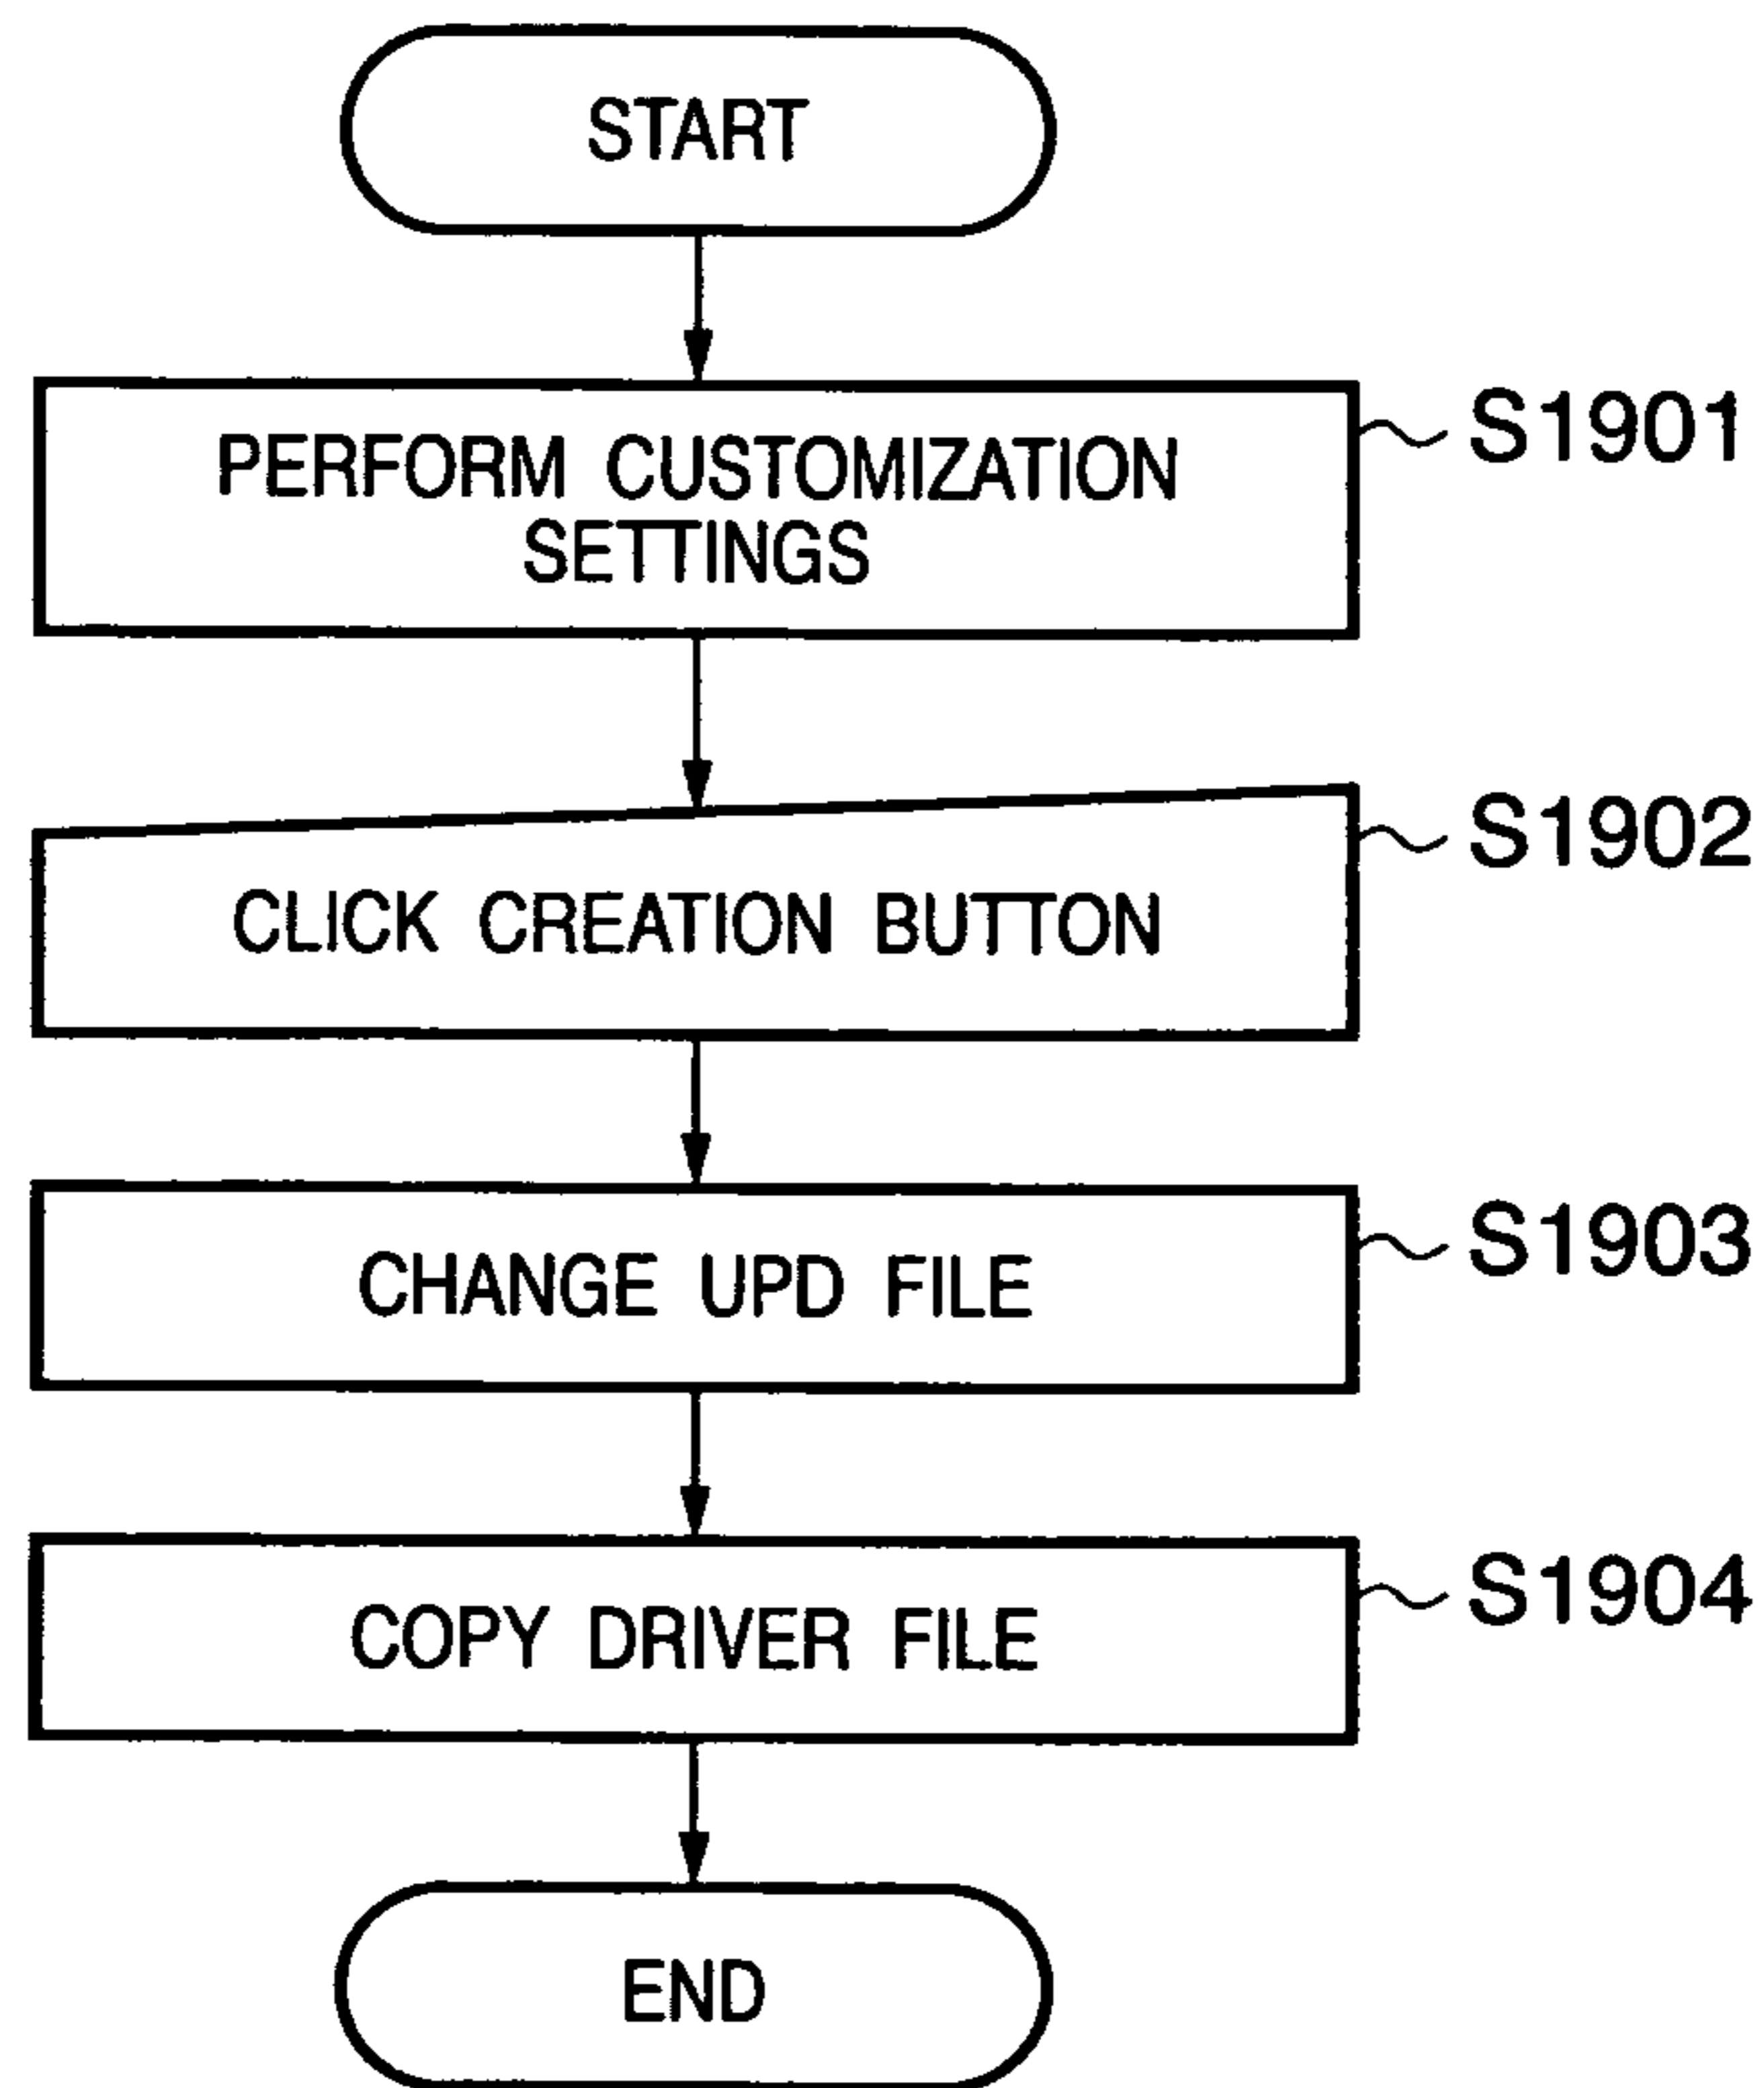 START
PERFORM CUSTOMIZATION
SETTINGS
S1901
CLICK CREATION BUTTON
S1902
CHANGE UPD FILE
S1903
COPY DRIVER FILE
S1904
END